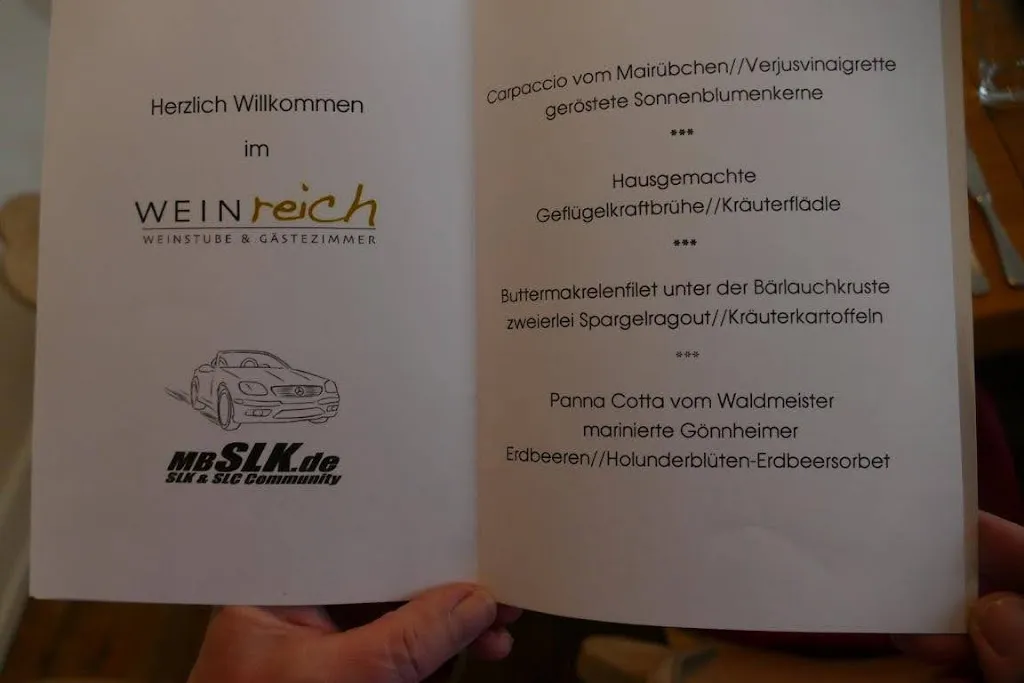 Herzlich Willkommen
im
WEINreich
WEINSTUBE & GÄSTEZIMMER
MBSLK.de
SLK & SLC Community
Carpaccio vom Mairübchen//Verjusvinaigrette
geröstete Sonnenblumenkerne
***
Hausgemachte
Geflügelkraftbrühe//Kräuterflädle
***
Buttermakrelenfilet unter der Bärlauchkruste
zweierlei Spargelragout//Kräuterkartoffeln
***
Panna Cotta vom Waldmeister
marinierte Gönnheimer
Erdbeeren//Holunderblüten-Erdbeersorbet